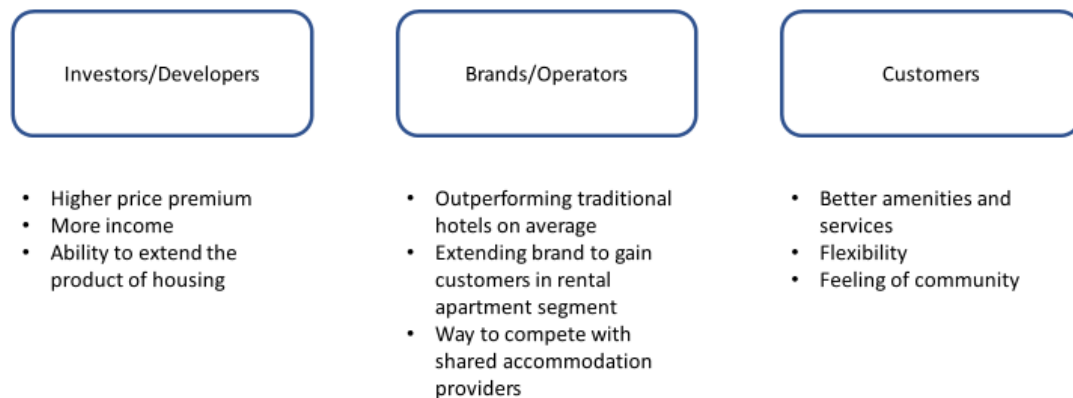 Investors/Developers
• Higher price premium
• More income
• Ability to extend the
product of housing
Brands/Operators
• Outperforming traditional
hotels on average
• Extending brand to gain
customers in rental
apartment segment
• Way to compete with
shared accommodation
providers
Customers
• Better amenities and
services
• Flexibility
• Feeling of community